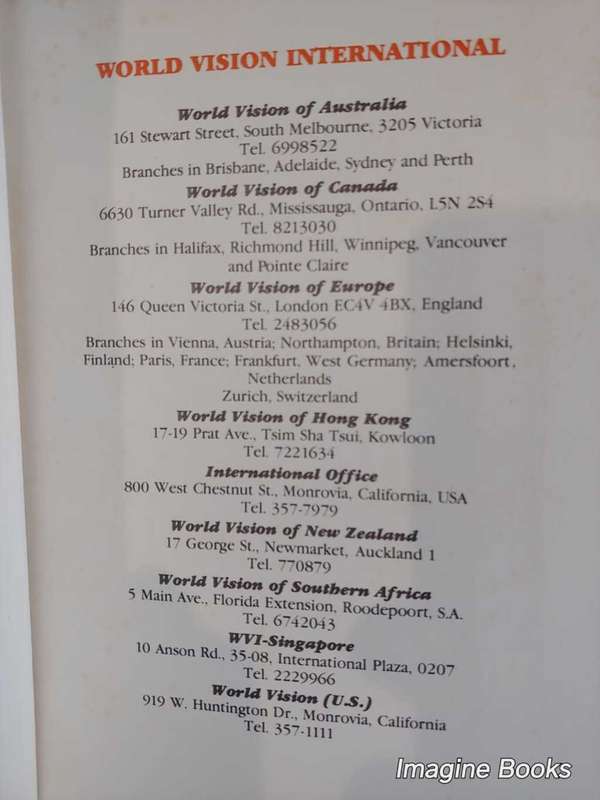 WORLD VISION INTERNATIONAL
World Vision of Australia
161 Stewart Street, South Melbourne, 3205 Victoria
Tel. 6998522
Branches in Brisbane, Adelaide, Sydney and Perth
World Vision of Canada
6630 Turner Valley Rd., Mississauga, Ontario, L5N 2S4
Tel. 8213030
Branches in Halifax, Richmond Hill, Winnipeg, Vancouver
and Pointe Claire
World Vision of Europe
146 Queen Victoria St., London EC4V 4BX, England
Tel. 2483056
Branches in Vienna, Austria; Northampton, Britain; Helsinki,
Finland; Paris, France; Frankfurt, West Germany; Amersfoort,
Netherlands
Zurich, Switzerland
World Vision of Hong Kong
17-19 Prat Ave., Tsim Sha Tsui, Kowloon
Tel. 7221634
International Office
800 West Chestnut St., Monrovia, California, USA
Tel. 357-7979
World Vision of New Zealand
17 George St., Newmarket, Auckland 1
Tel. 770879
World Vision of Southern Africa
5 Main Ave., Florida Extension, Roodepoort, S.A.
Tel. 6742043
WVI-Singapore
10 Anson Rd., 35-08, International Plaza, 0207
Tel. 2229966
World Vision (U.S.)
919 W. Huntington Dr., Monrovia, California
Tel. 357-1111
Imagine Books